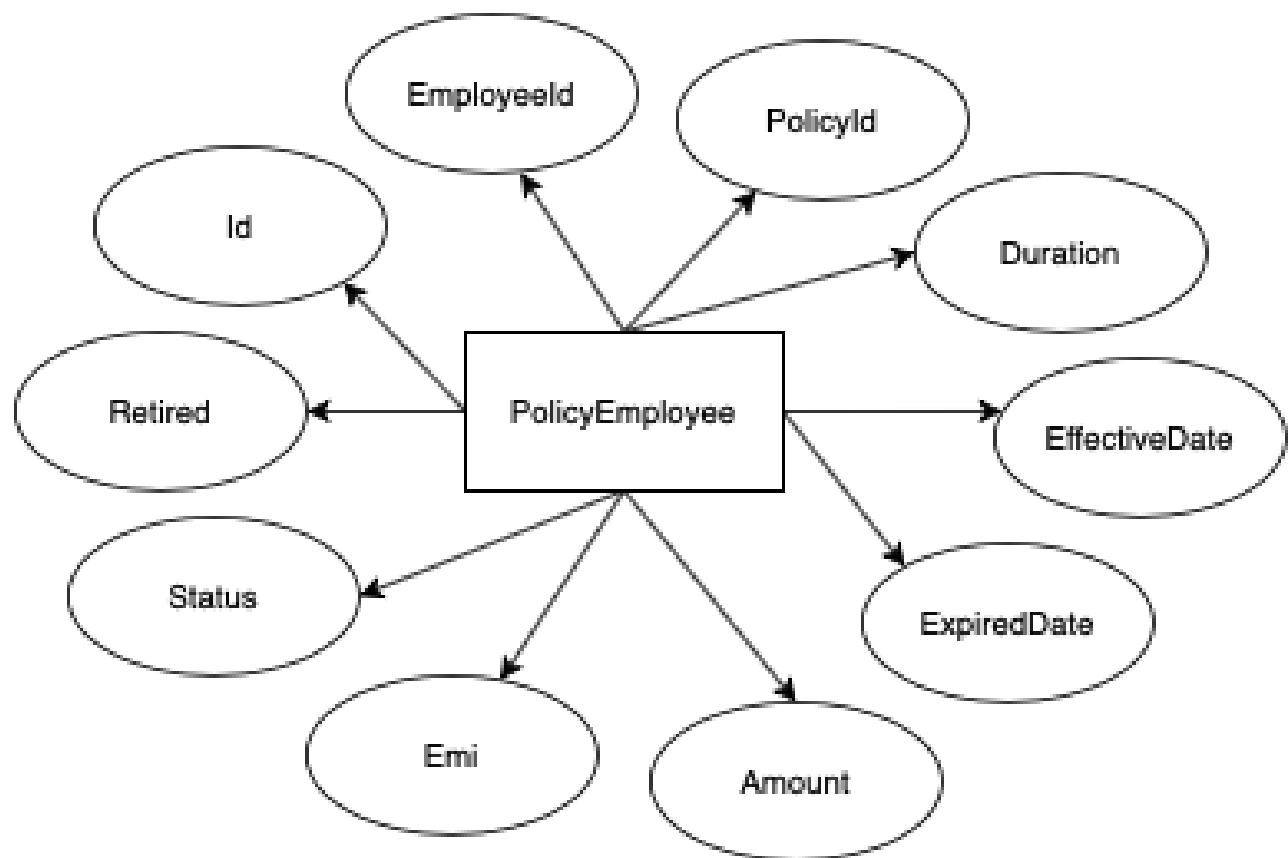 EmployeeId
PolicyId
Id
Duration
Retired
PolicyEmployee
EffectiveDate
Status
ExpiredDate
Emi
Amount